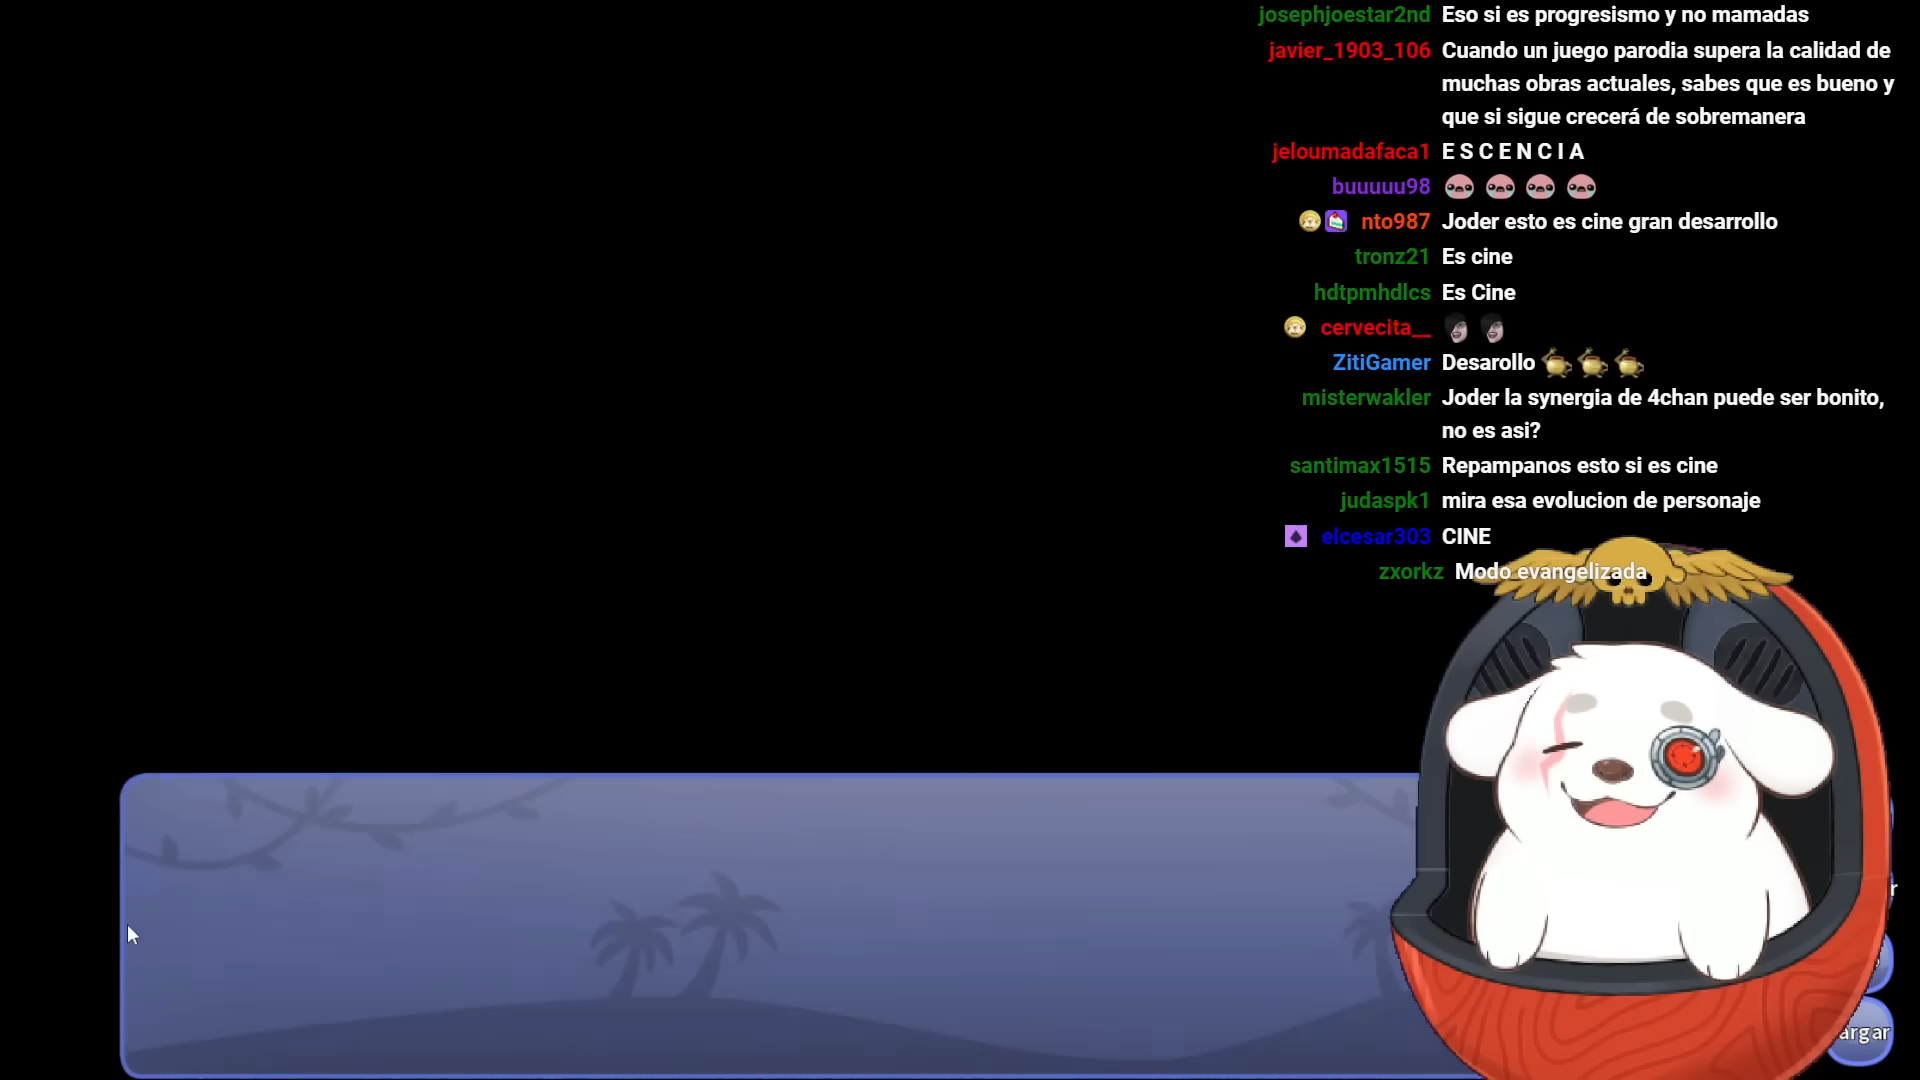 josephjoestar2nd Eso si es progresismo y no mamadas
javier_1903_106 Cuando un juego parodia supera la calidad de
muchas obras actuales, sabes que es bueno y
que si sigue crecerá de sobremanera
jeloumadafaca1 E S C E N C I A
buuuuu98
nto987 Joder esto es cine gran desarrollo
tronz21 Es cine
hdtpmhdlcs Es Cine
cervecita__
ZitiGamer Desarollo
misterwakler Joder la synergia de 4chan puede ser bonito,
no es asi?
santimax1515 Repampanos esto si es cine
judaspk1 mira esa evolucion de personaje
elcesar303 CINE
zxorkz Modo evangelizada